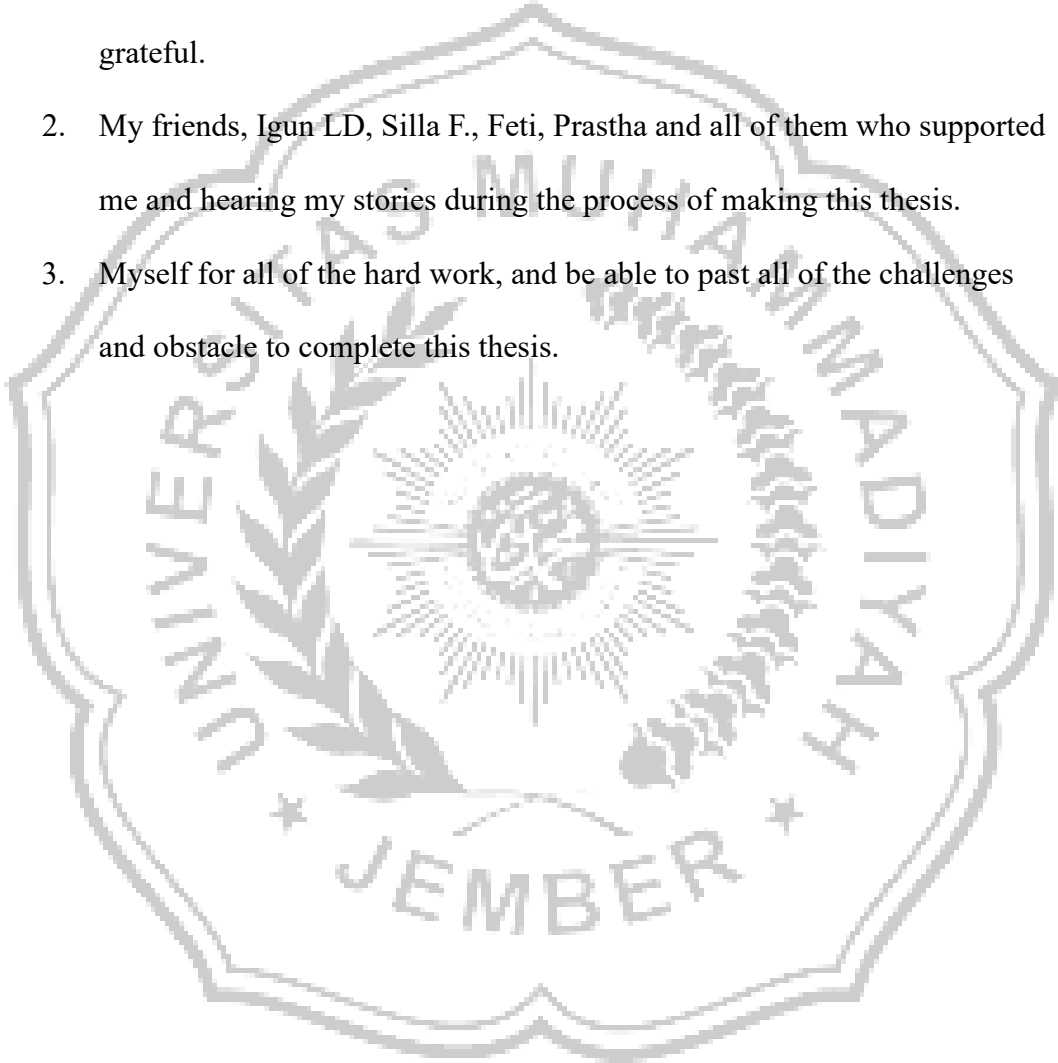 grateful.
2. My friends, Igun LD, Silla F., Feti, Prastha and all of them who supported
me and hearing my stories during the process of making this thesis.
3. Myself for all of the hard work, and be able to past all of the challenges
and obstacle to complete this thesis.
UNIVERSITAS MUHAMMADIYAH
JEMBER